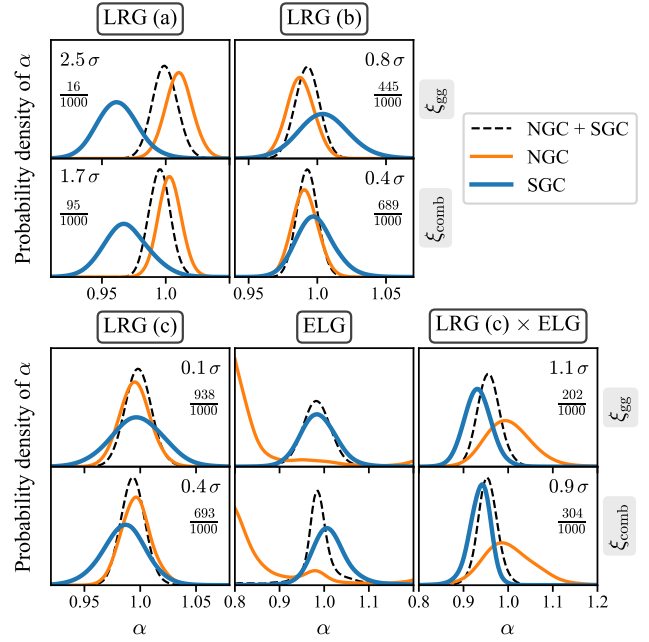 LRG (a)
LRG (b)
Probability density of α
2.5 σ
16/1000
0.8 σ
445/1000
ξgg
NGC + SGC
NGC
SGC
1.7 σ
95/1000
0.4 σ
689/1000
ξcomb
0.95
1.0
1.0
1.05
LRG (c)
ELG
LRG (c) × ELG
Probability density of α
0.1 σ
938/1000
1.1 σ
202/1000
ξgg
0.4 σ
693/1000
0.9 σ
304/1000
ξcomb
0.95
1.0
1.05
0.8
0.9
1.0
1.1
0.8
0.9
1.0
1.1
1.2
α
α
α